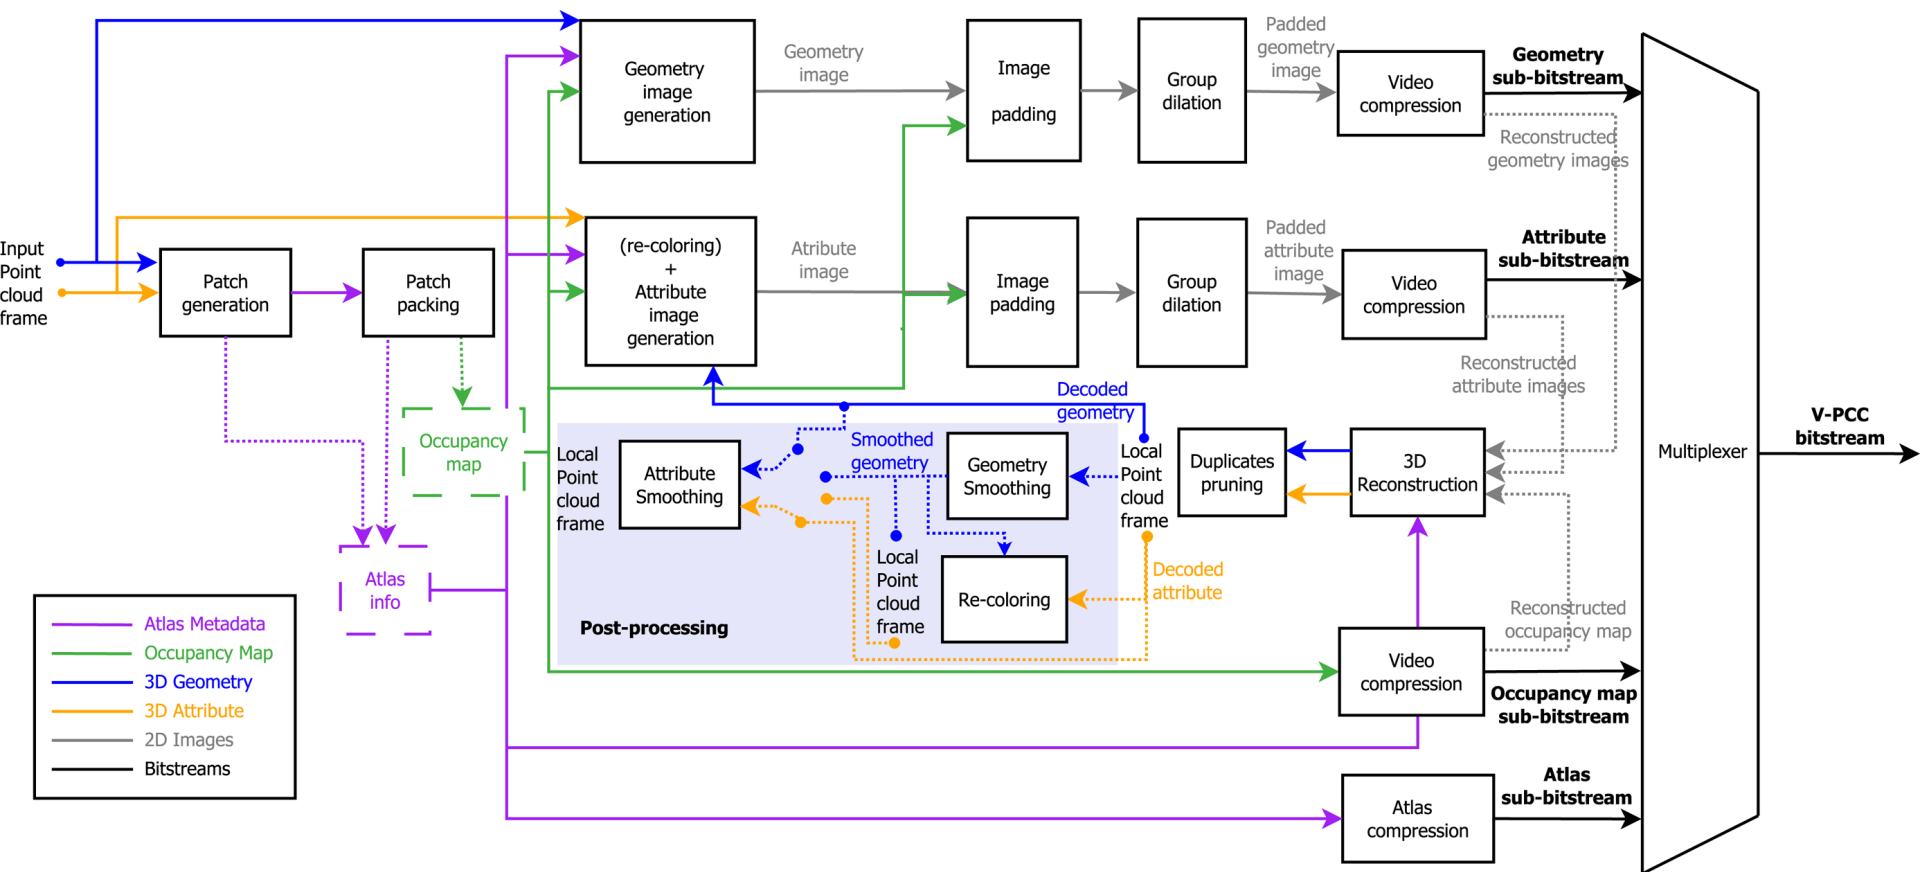 Input
Point
cloud
frame
Patch
generation
Patch
packing
Occupancy
map
Atlas
info
Geometry
image
generation
Geometry
image
Image
padding
Group
dilation
Padded
geometry
image
Video
compression
Geometry
sub-bitstream
Reconstructed
geometry images
(re-coloring)
+
Attribute
image
generation
Atribute
image
Image
padding
Group
dilation
Padded
attribute
image
Video
compression
Attribute
sub-bitstream
Reconstructed
attribute images
Decoded
geometry
Local
Point
cloud
frame
Attribute
Smoothing
Smoothed
geometry
Geometry
Smoothing
Local
Point
cloud
frame
Duplicates
pruning
3D
Reconstruction
Local
Point
cloud
frame
Re-coloring
Decoded
attribute
Post-processing
Reconstructed
occupancy map
Video
compression
Occupancy map
sub-bitstream
Atlas
compression
Atlas
sub-bitstream
Multiplexer
V-PCC
bitstream
Atlas Metadata
Occupancy Map
3D Geometry
3D Attribute
2D Images
Bitstreams